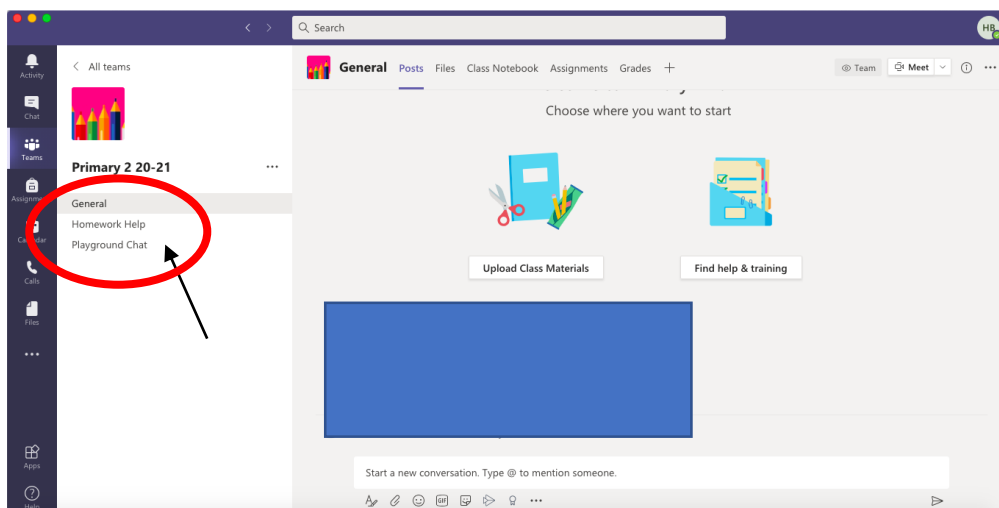 Search
HB
Activity
Chat
Teams
Assignme
Calendar
Calls
Files
Apps
Help
All teams
Primary 2 20-21
General
Homework Help
Playground Chat
General Posts Files Class Notebook Assignments Grades
Team Meet
Choose where you want to start
Upload Class Materials Find help & training
Start a new conversation. Type @ to mention someone.
GIF